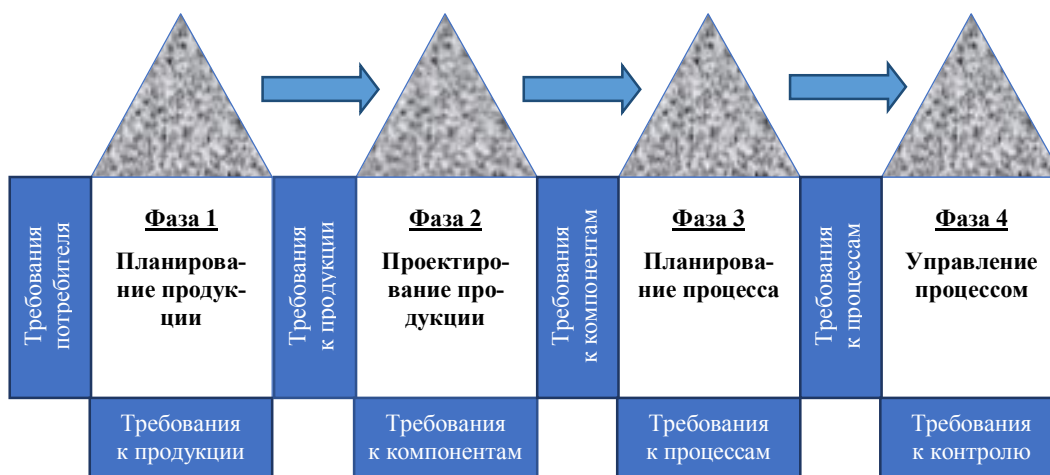 Требования
потребителя
Фаза 1
Планирова-
ние продук-
ции
Требования
к продукции
Требования
к продукции
Фаза 2
Проектиро-
вание про-
дукции
Требования
к компонентам
Требования
к компонентам
Фаза 3
Планирова-
ние процесса
Требования
к процессам
Требования
к процессам
Фаза 4
Управление
процессом
Требования
к контролю